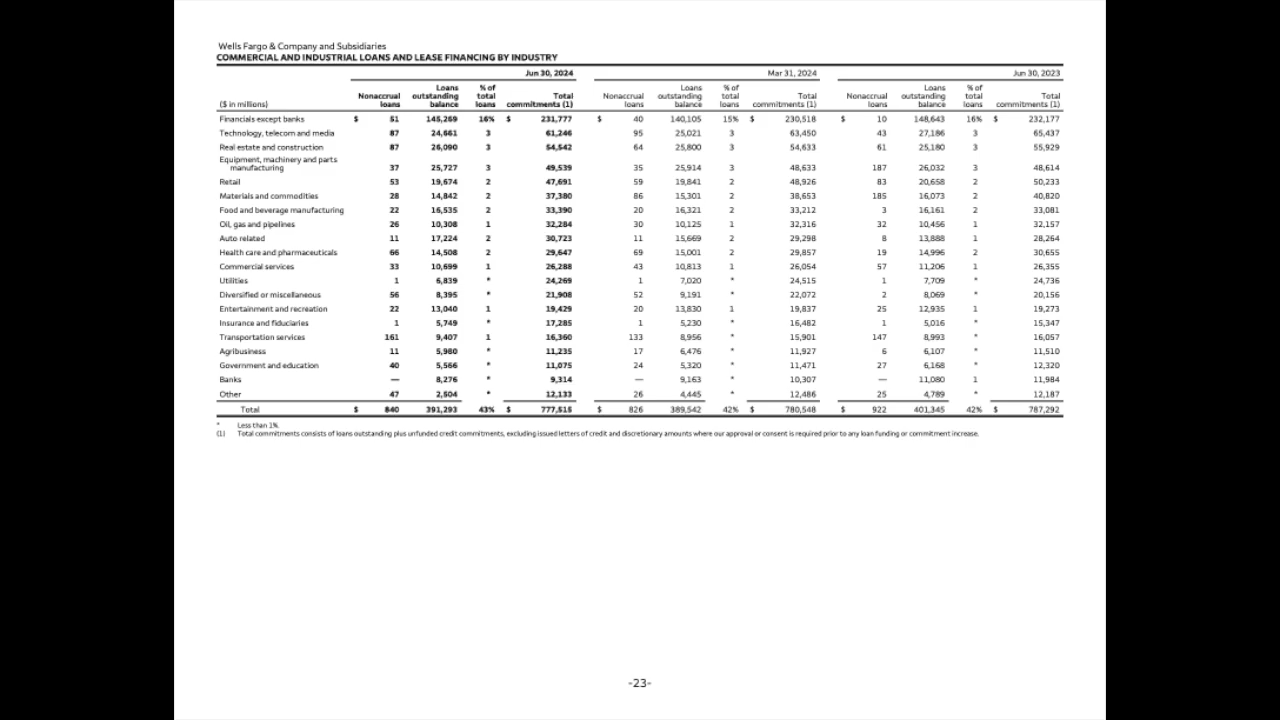 Wells Fargo & Company and Subsidiaries
COMMERCIAL AND INDUSTRIAL LOANS AND LEASE FINANCING BY INDUSTRY
Jun 30, 2024 Mar 31, 2024 Jun 30, 2023
($ in millions) Nonaccrual loans Loans outstanding balance % of total loans Total commitments (1) Nonaccrual loans Loans outstanding balance % of total loans Total commitments (1) Nonaccrual loans Loans outstanding balance % of total loans Total commitments (1)
Financials except banks $ 51 145,269 16% $ 231,777 $ 40 140,105 15% $ 230,518 $ 10 148,643 16% $ 232,177
Technology, telecom and media 87 24,661 3 61,246 95 25,021 3 63,450 43 27,186 3 65,437
Real estate and construction 87 26,090 3 54,542 64 25,800 3 54,633 61 25,180 3 55,929
Equipment, machinery and parts
manufacturing 37 25,727 3 49,539 35 25,914 3 48,633 187 26,032 3 48,614
Retail 53 19,674 2 47,691 59 19,841 2 48,926 83 20,658 2 50,233
Materials and commodities 28 14,842 2 37,380 86 15,301 2 38,653 185 16,073 2 40,820
Food and beverage manufacturing 22 16,535 2 33,390 20 16,321 2 33,212 3 16,161 2 33,081
Oil, gas and pipelines 26 10,308 1 32,284 30 10,125 1 32,316 32 10,456 1 32,157
Auto related 11 17,224 2 30,723 11 15,669 2 29,298 8 13,888 1 28,264
Health care and pharmaceuticals 66 14,508 2 29,647 69 15,001 2 29,857 19 14,996 2 30,655
Commercial services 33 10,699 1 26,288 43 10,813 1 26,054 57 11,206 1 26,355
Utilities 1 6,839 * 24,269 1 7,020 * 24,515 1 7,709 * 24,736
Diversified or miscellaneous 56 8,395 * 21,908 52 9,191 * 22,072 2 8,069 * 20,156
Entertainment and recreation 22 13,040 1 19,429 20 13,830 1 19,837 25 12,935 1 19,273
Insurance and fiduciaries 1 5,749 * 17,285 1 5,230 * 16,482 1 5,016 * 15,347
Transportation services 161 9,407 1 16,360 133 8,956 * 15,901 147 8,993 * 16,057
Agribusiness 11 5,980 * 11,235 17 6,476 * 11,927 6 6,107 * 11,510
Government and education 40 5,566 * 11,075 24 5,320 * 11,471 27 6,168 * 12,320
Banks — 8,276 * 9,314 — 9,163 * 10,307 — 11,080 1 11,984
Other 47 2,504 * 12,133 26 4,445 * 12,486 25 4,789 * 12,187
Total $ 840 391,293 43% $ 777,515 $ 826 389,542 42% $ 780,548 $ 922 401,345 42% $ 787,292
* Less than 1%.
(1) Total commitments consists of loans outstanding plus unfunded credit commitments, excluding issued letters of credit and discretionary amounts where our approval or consent is required prior to any loan funding or commitment increase.
-23-